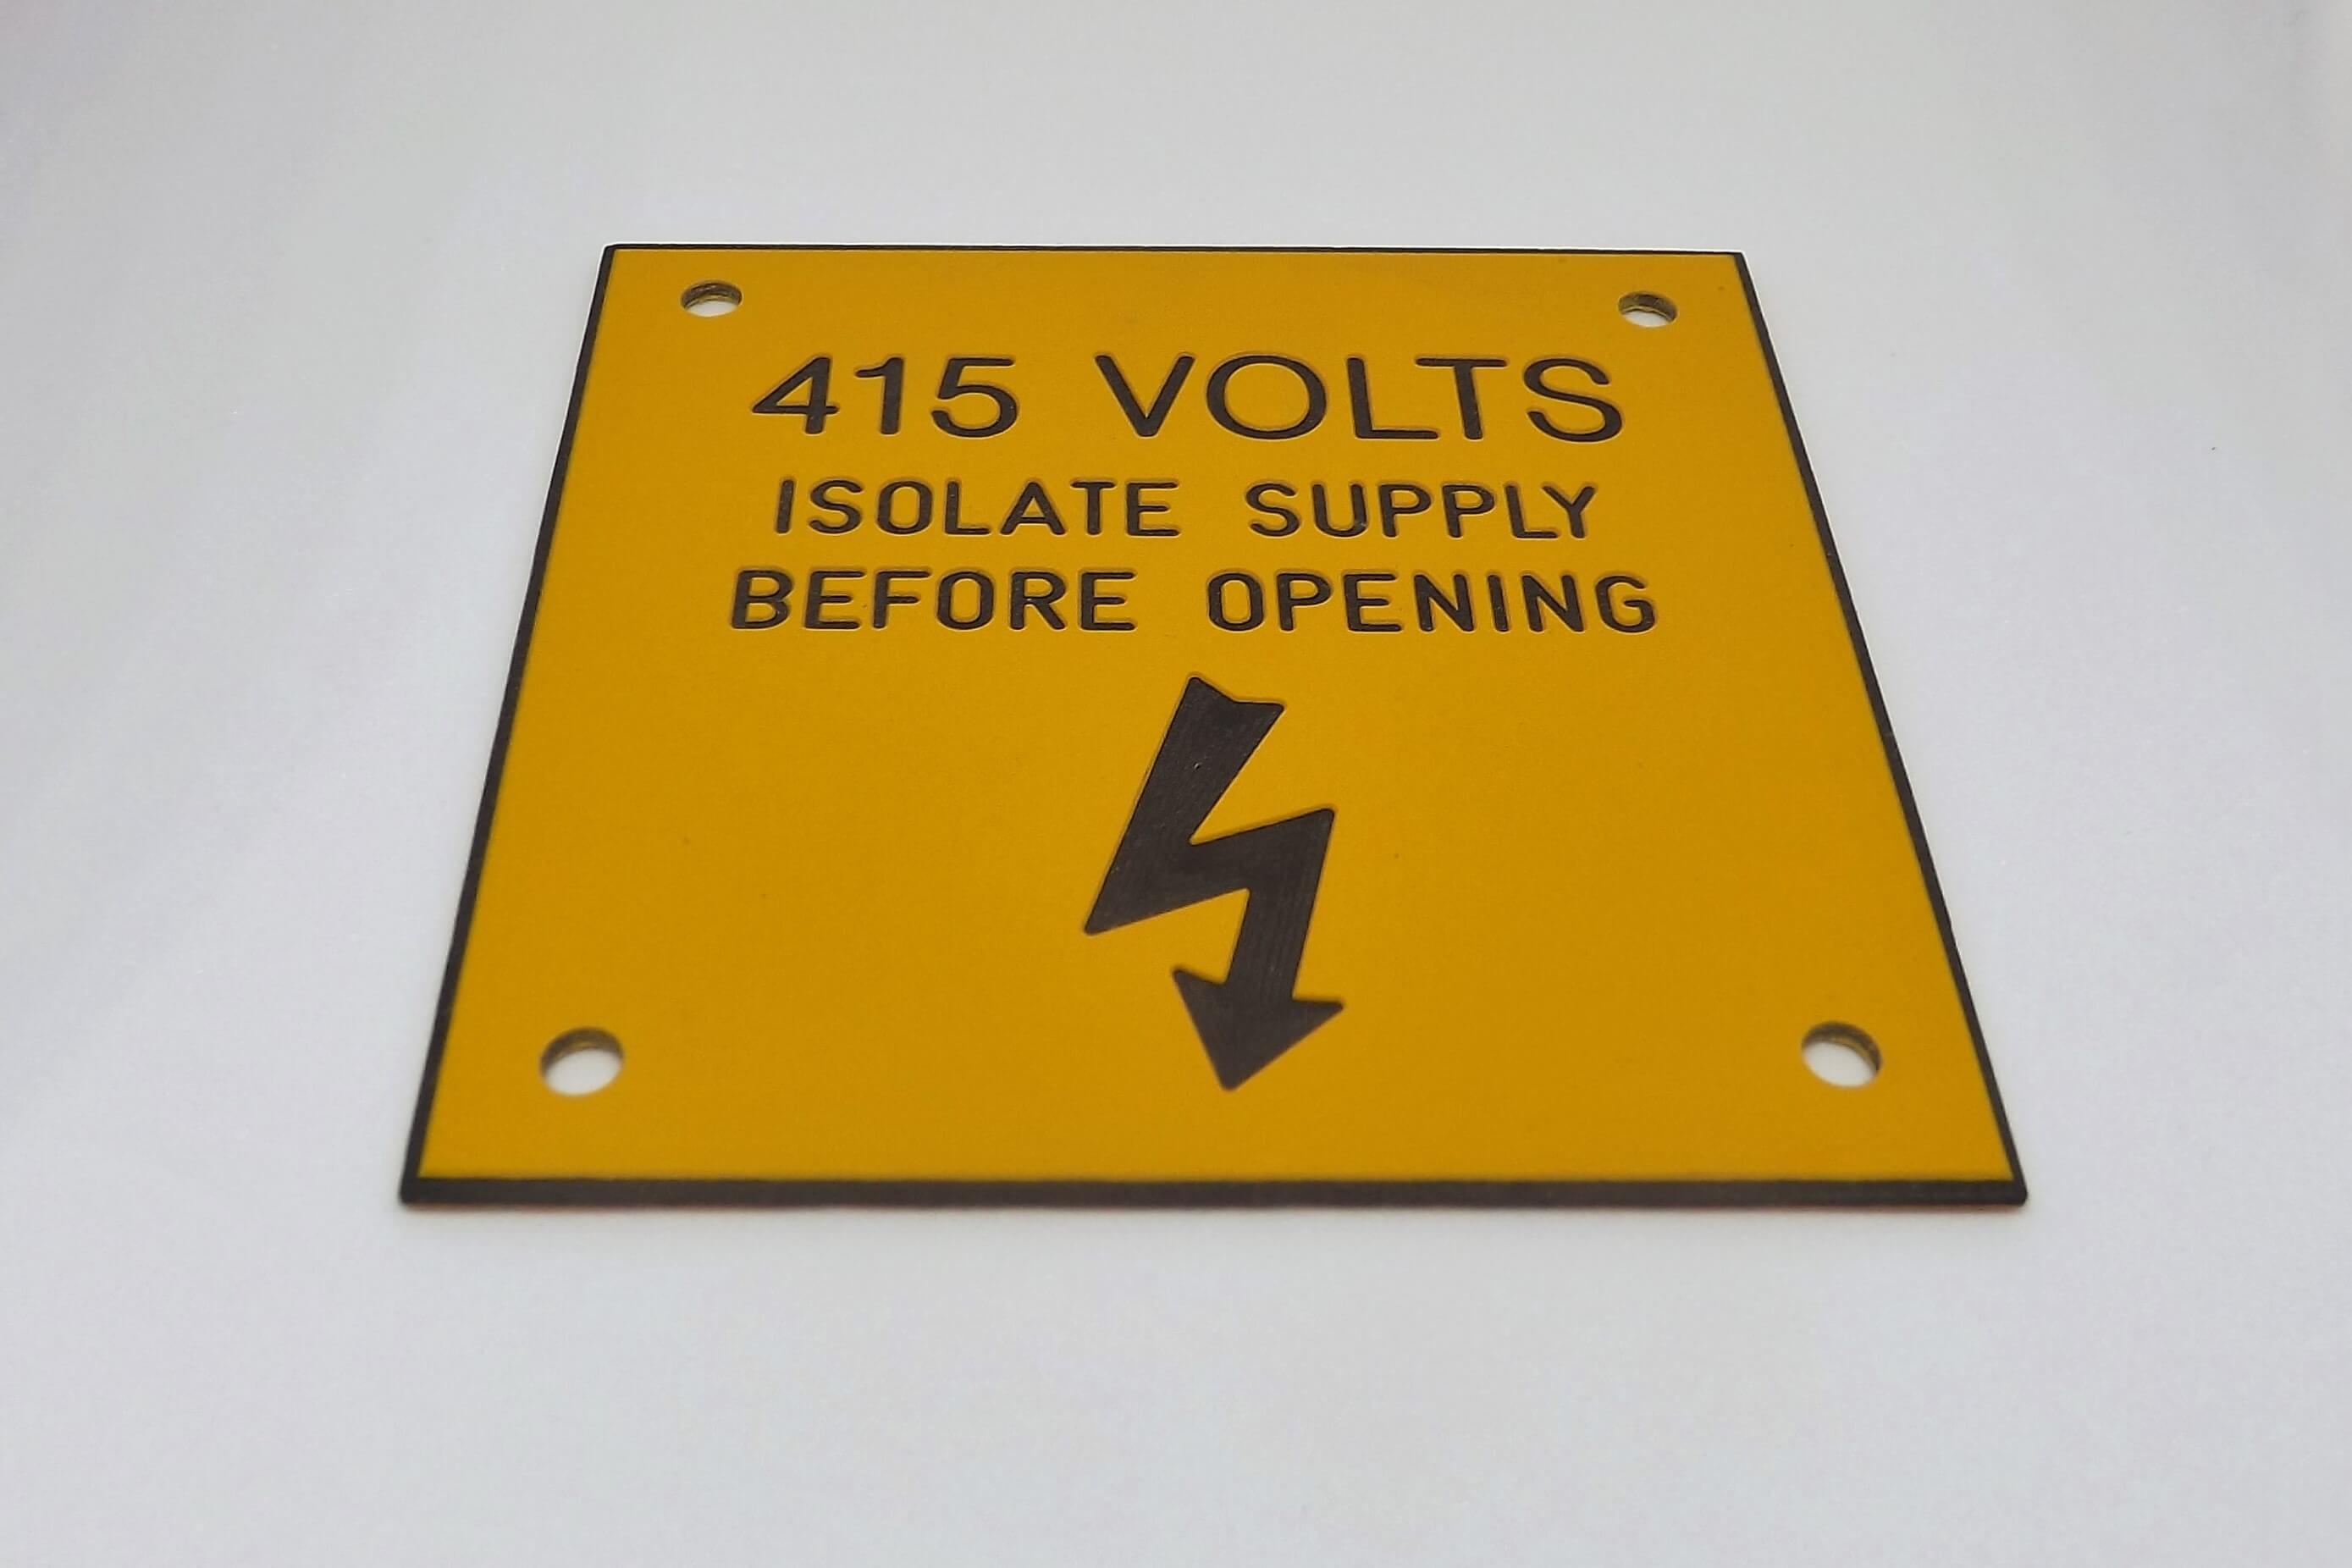 415 VOLTS
ISOLATE SUPPLY
BEFORE OPENING